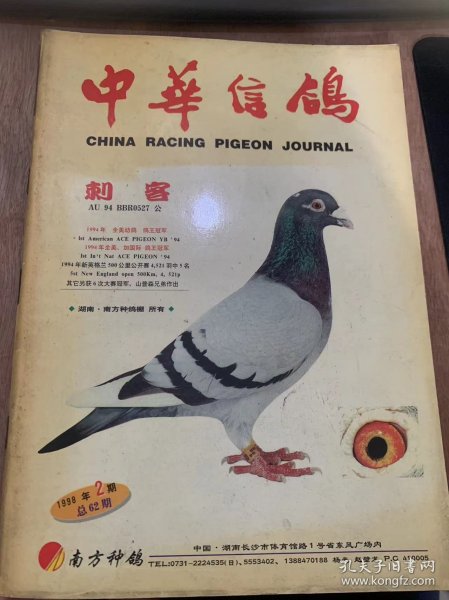 中華信鴿
CHINA RACING PIGEON JOURNAL
刺客
AU 94 BBR0527 公
1994年 全美幼鸽 鸽王冠军
1st American ACE PIGEON YB '94
1994年全美、加国际 鸽王冠军
1st In't Nat ACE PIGEON '94
1994年新英格兰500公里公开赛4,521羽中5名
5st New England open 500Km, 4, 521p
其它另获6次大赛冠军，山普森兄弟作出
◆ 湖南·南方种鸽棚 所有 ◆
1998年2期
总62期
南方种鸽
中国·湖南长沙市体育馆路1号省东风广场内
TEL:0731-2224535(日)、5553402、1388470188 P.C 410005
孔夫子旧书网
www.kongfz.com